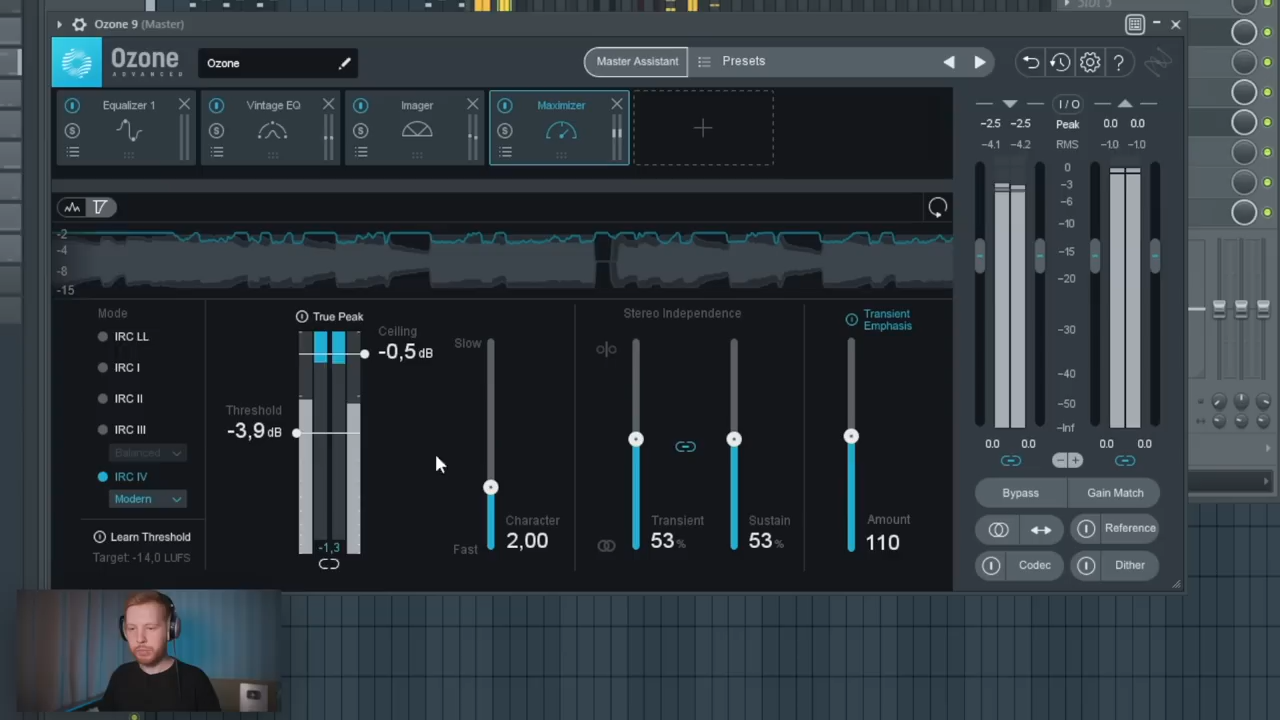 Slot 5
Ozone 9 (Master)
Ozone
ADVANCED
Ozone
Master Assistant
Presets
?
Equalizer 1
Vintage EQ
Imager
Maximizer
S
S
S
S
I / O
-2.5 -2.5
Peak
0.0 0.0
-4.1 -4.2
RMS
-1.0 -1.0
0
-3
-6
-10
-15
-20
-30
-40
-50
-Inf
-2
-4
-8
-15
Mode
IRC LL
IRC I
IRC II
IRC III
Balanced
IRC IV
Modern
Learn Threshold
Target: -14,0 LUFS
True Peak
Ceiling
-0,5 dB
Threshold
-3,9 dB
-1,3
Slow
Fast
Character
2,00
Stereo Independence
Transient
53 %
Sustain
53 %
Transient
Emphasis
Amount
110
0.0 0.0
0.0 0.0
Bypass
Gain Match
Reference
Codec
Dither